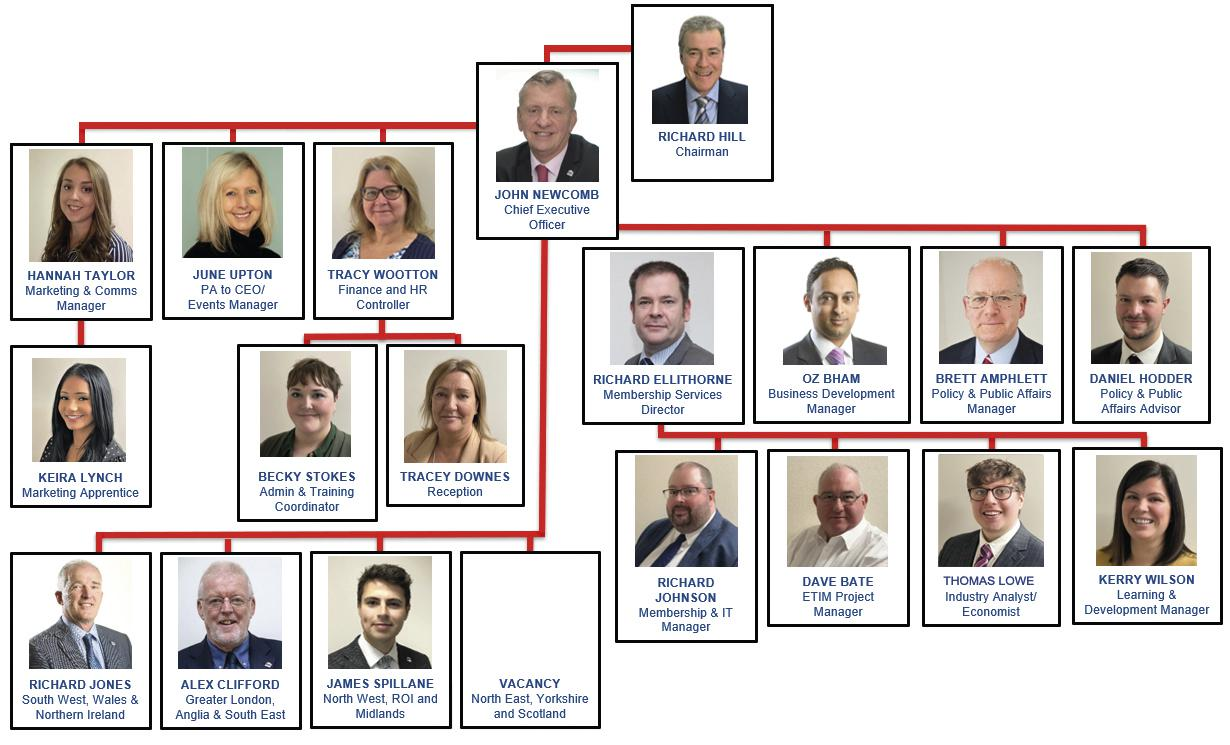 RICHARD HILL
Chairman
JOHN NEWCOMB
Chief Executive
Officer
HANNAH TAYLOR
Marketing & Comms
Manager
JUNE UPTON
PA to CEO/
Events Manager
TRACY WOOTTON
Finance and HR
Controller
RICHARD ELLITHORNE
Membership Services
Director
OZ BHAM
Business Development
Manager
BRETT AMPHLETT
Policy & Public Affairs
Manager
DANIEL HODDER
Policy & Public
Affairs Advisor
KEIRA LYNCH
Marketing Apprentice
BECKY STOKES
Admin & Training
Coordinator
TRACEY DOWNES
Reception
RICHARD
JOHNSON
Membership & IT
Manager
DAVE BATE
ETIM Project
Manager
THOMAS LOWE
Industry Analyst/
Economist
KERRY WILSON
Learning &
Development Manager
RICHARD JONES
South West, Wales &
Northern Ireland
ALEX CLIFFORD
Greater London,
Anglia & South East
JAMES SPILLANE
North West, ROI and
Midlands
VACANCY
North East, Yorkshire
and Scotland